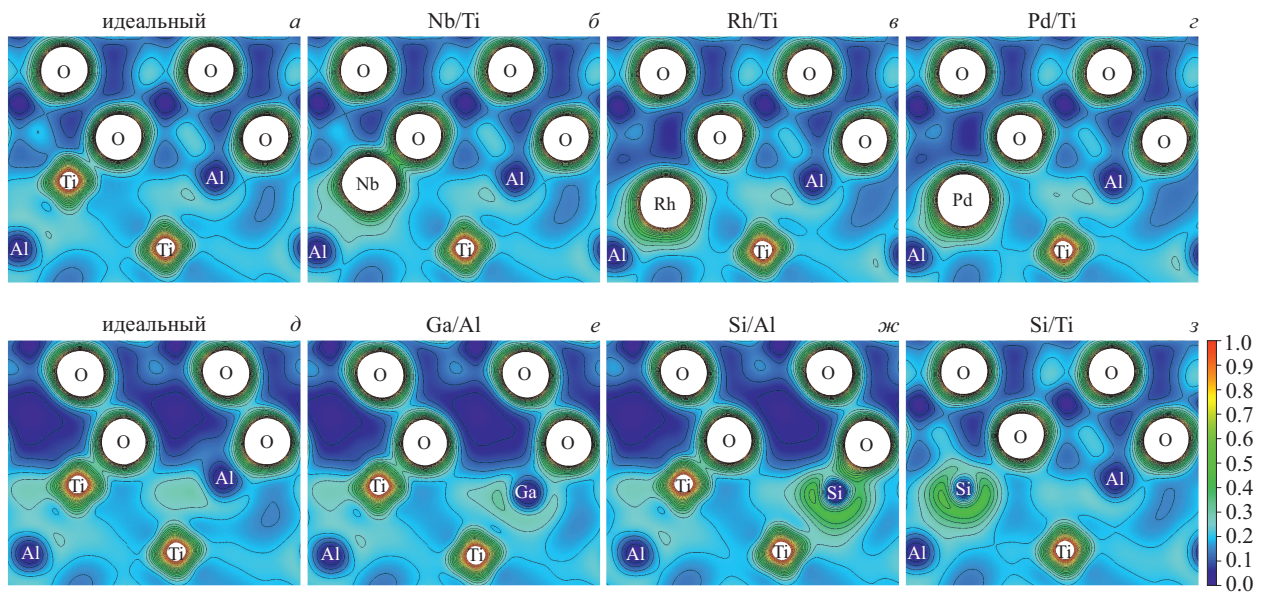 идеальный а Nb/Ti б Rh/Ti в Pd/Ti г
O O O O O O O O
O O O O O O O O
Ti Al Nb Al Rh Al Pd Al
Al Ti Al Ti Al Ti Al Ti
идеальный д Ga/Al е Si/Al ж Si/Ti з
O O O O O O O O
O O O O O O O O
Ti Al Ti Ga Ti Si Si Al
Al Ti Al Ti Al Ti Al Ti
1.0
0.9
0.8
0.7
0.6
0.5
0.4
0.3
0.2
0.1
0.0